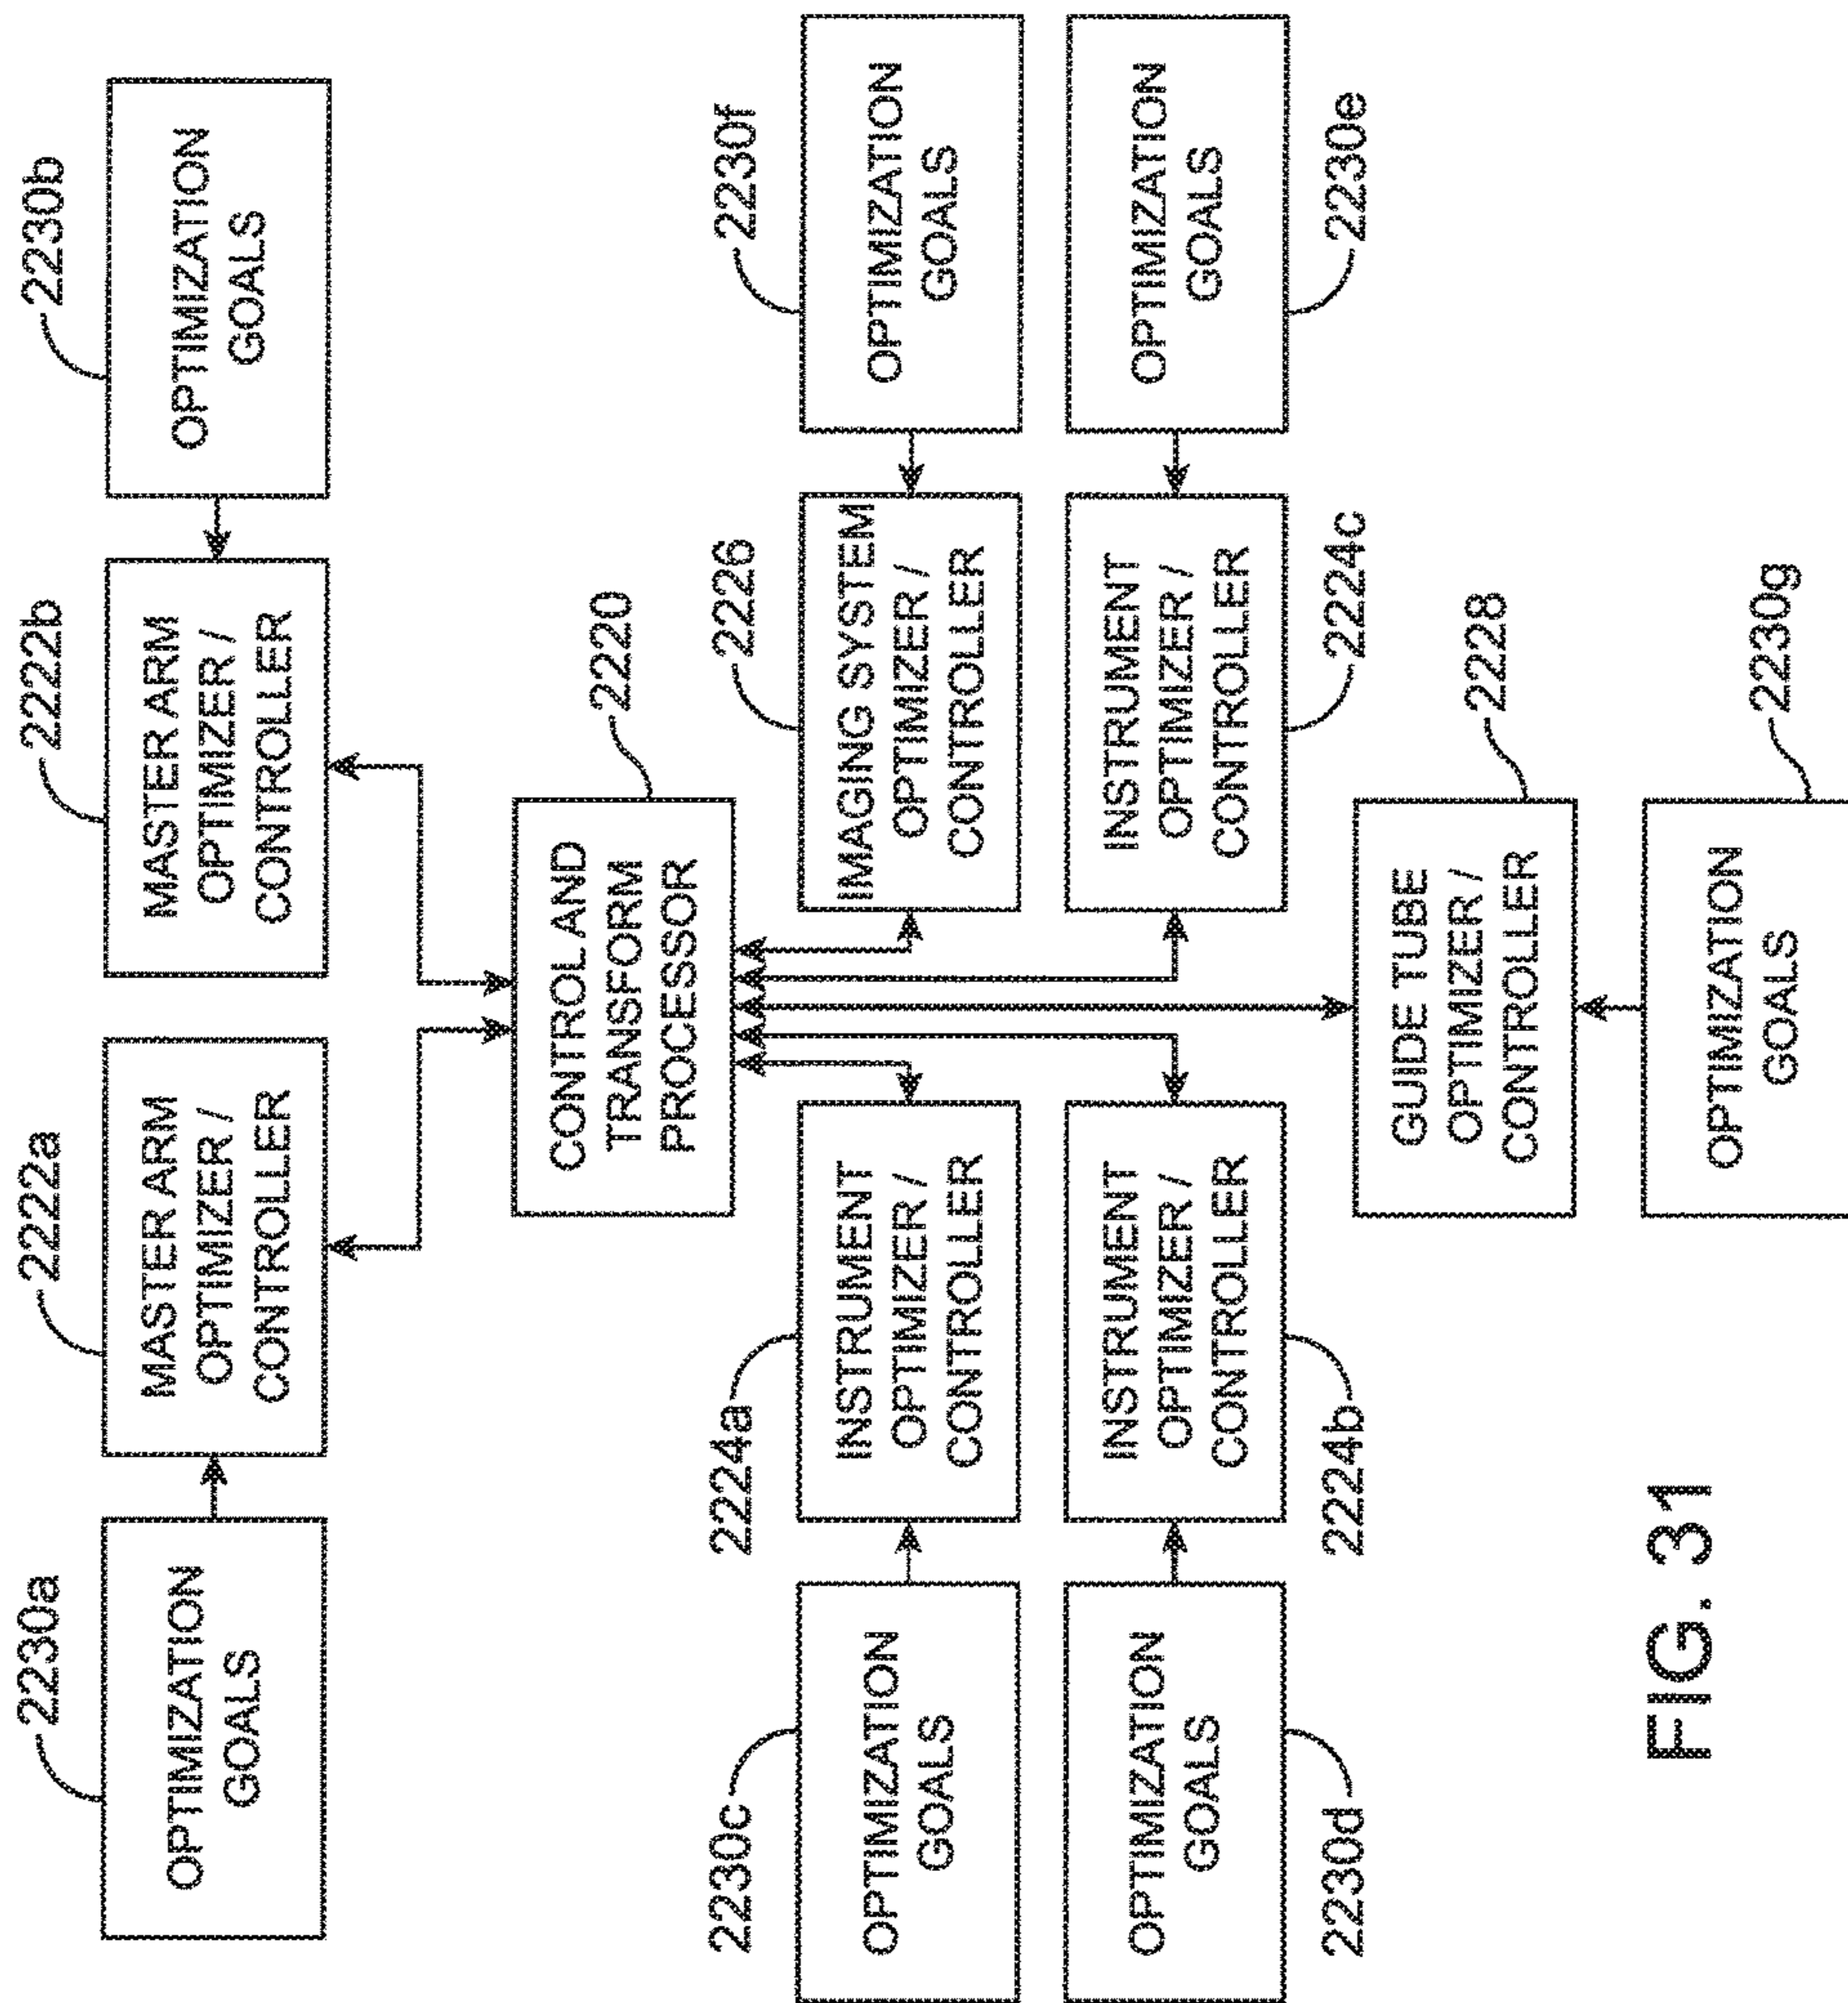 2230a
OPTIMIZATION
GOALS
2222a
MASTER ARM
OPTIMIZER /
CONTROLLER
2222b
MASTER ARM
OPTIMIZER /
CONTROLLER
2230b
OPTIMIZATION
GOALS
CONTROL AND
TRANSFORM
PROCESSOR
2220
2230c
OPTIMIZATION
GOALS
2224a
INSTRUMENT
OPTIMIZER /
CONTROLLER
2226
IMAGING SYSTEM
OPTIMIZER /
CONTROLLER
2230f
OPTIMIZATION
GOALS
OPTIMIZATION
GOALS
2230d
INSTRUMENT
OPTIMIZER /
CONTROLLER
2224b
INSTRUMENT
OPTIMIZER /
CONTROLLER
2224c
OPTIMIZATION
GOALS
2230e
GUIDE TUBE
OPTIMIZER /
CONTROLLER
2228
OPTIMIZATION
GOALS
2230g
FIG. 31